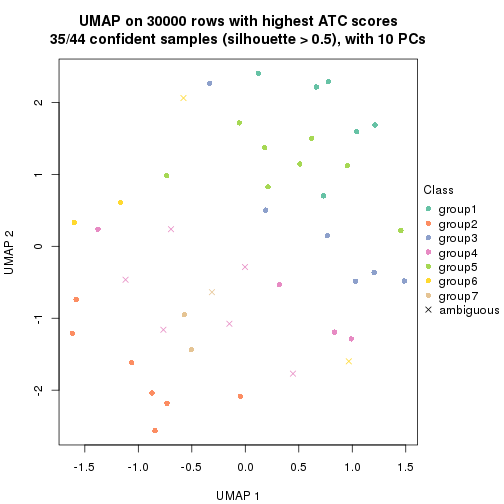 UMAP on 30000 rows with highest ATC scores
35/44 confident samples (silhouette > 0.5), with 10 PCs
UMAP 2
2
1
0
-1
-2
-1.5
-1.0
-0.5
0.0
0.5
1.0
1.5
UMAP 1
Class
group1
group2
group3
group4
group5
group6
group7
ambiguous